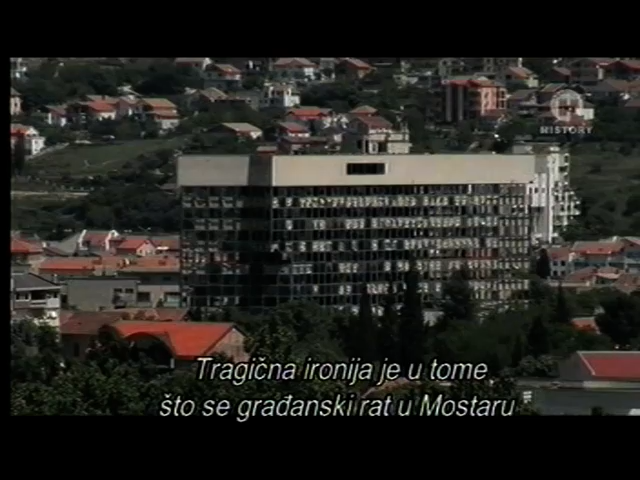 HISTORY
Tragična ironija je u tome
što se građanski rat u Mostaru